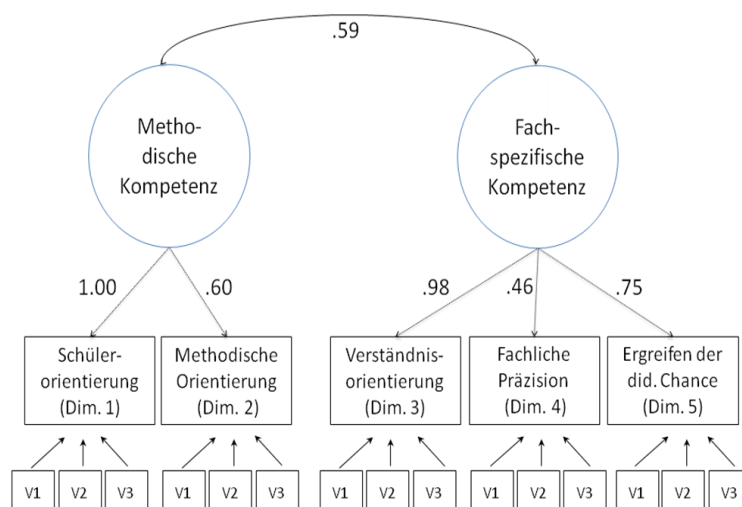 .59
Metho-
dische
Kompetenz
Fach-
spezifische
Kompetenz
1.00
.60
.98
.46
.75
Schüler-
orientierung
(Dim. 1)
Methodische
Orientierung
(Dim. 2)
Verständnis-
orientierung
(Dim. 3)
Fachliche
Präzision
(Dim. 4)
Ergreifen der
did. Chance
(Dim. 5)
V1 V2 V3 V1 V2 V3 V1 V2 V3 V1 V2 V3 V1 V2 V3